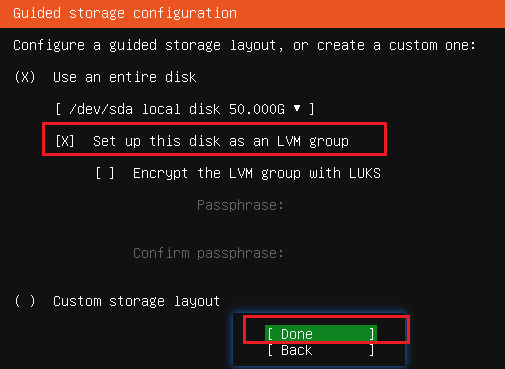 Guided storage configuration
Configure a guided storage layout, or create a custom one:
(X) Use an entire disk
[ /dev/sda local disk 50.000G ▾ ]
[X] Set up this disk as an LVM group
[ ] Encrypt the LVM group with LUKS
Passphrase:
Confirm passphrase:
( ) Custom storage layout
[ Done ]
[ Back ]